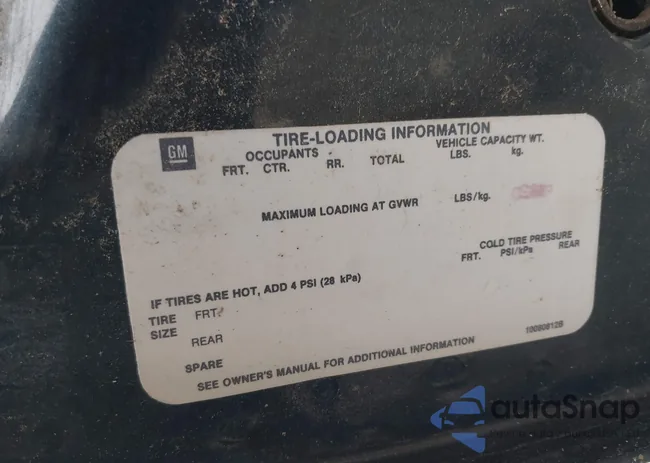 GM
TIRE-LOADING INFORMATION
OCCUPANTS VEHICLE CAPACITY WT.
FRT. CTR. RR. TOTAL LBS. kg.
MAXIMUM LOADING AT GVWR LBS/kg.
COLD TIRE PRESSURE
FRT. PSI/kPa REAR
IF TIRES ARE HOT, ADD 4 PSI (28 kPa)
TIRE FRT.
SIZE REAR
SPARE
SEE OWNER'S MANUAL FOR ADDITIONAL INFORMATION
autaSnap